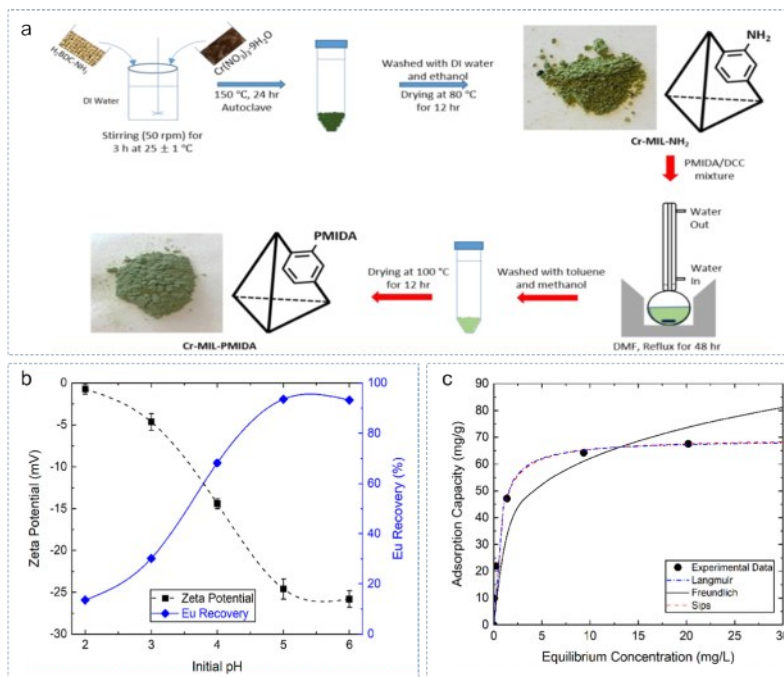 a
H₂BDC-NH₂
Cr(NO₃)₃-9H₂O
DI Water
Stirring (50 rpm) for
3 h at 25 ± 1 °C
150 °C, 24 hr
Autoclave
Washed with DI water
and ethanol
Drying at 80 °C
for 12 hr
NH₂
Cr-MIL-NH₂
PMIDA/DCC
mixture
Water
Out
Water
In
DMF, Reflux for 48 hr
Washed with toluene
and methanol
Drying at 100 °C
for 12 hr
PMIDA
Cr-MIL-PMIDA
b
Zeta Potential (mV)
0
-5
-10
-15
-20
-25
-30
2
3
4
5
6
Initial pH
Eu Recovery (%)
100
80
60
40
20
0
Zeta Potential
Eu Recovery
c
Adsorption Capacity (mg/g)
90
80
70
60
50
40
30
20
10
0
0
5
10
15
20
25
30
Equilibrium Concentration (mg/L)
Experimental Data
Langmuir
Freundlich
Sips